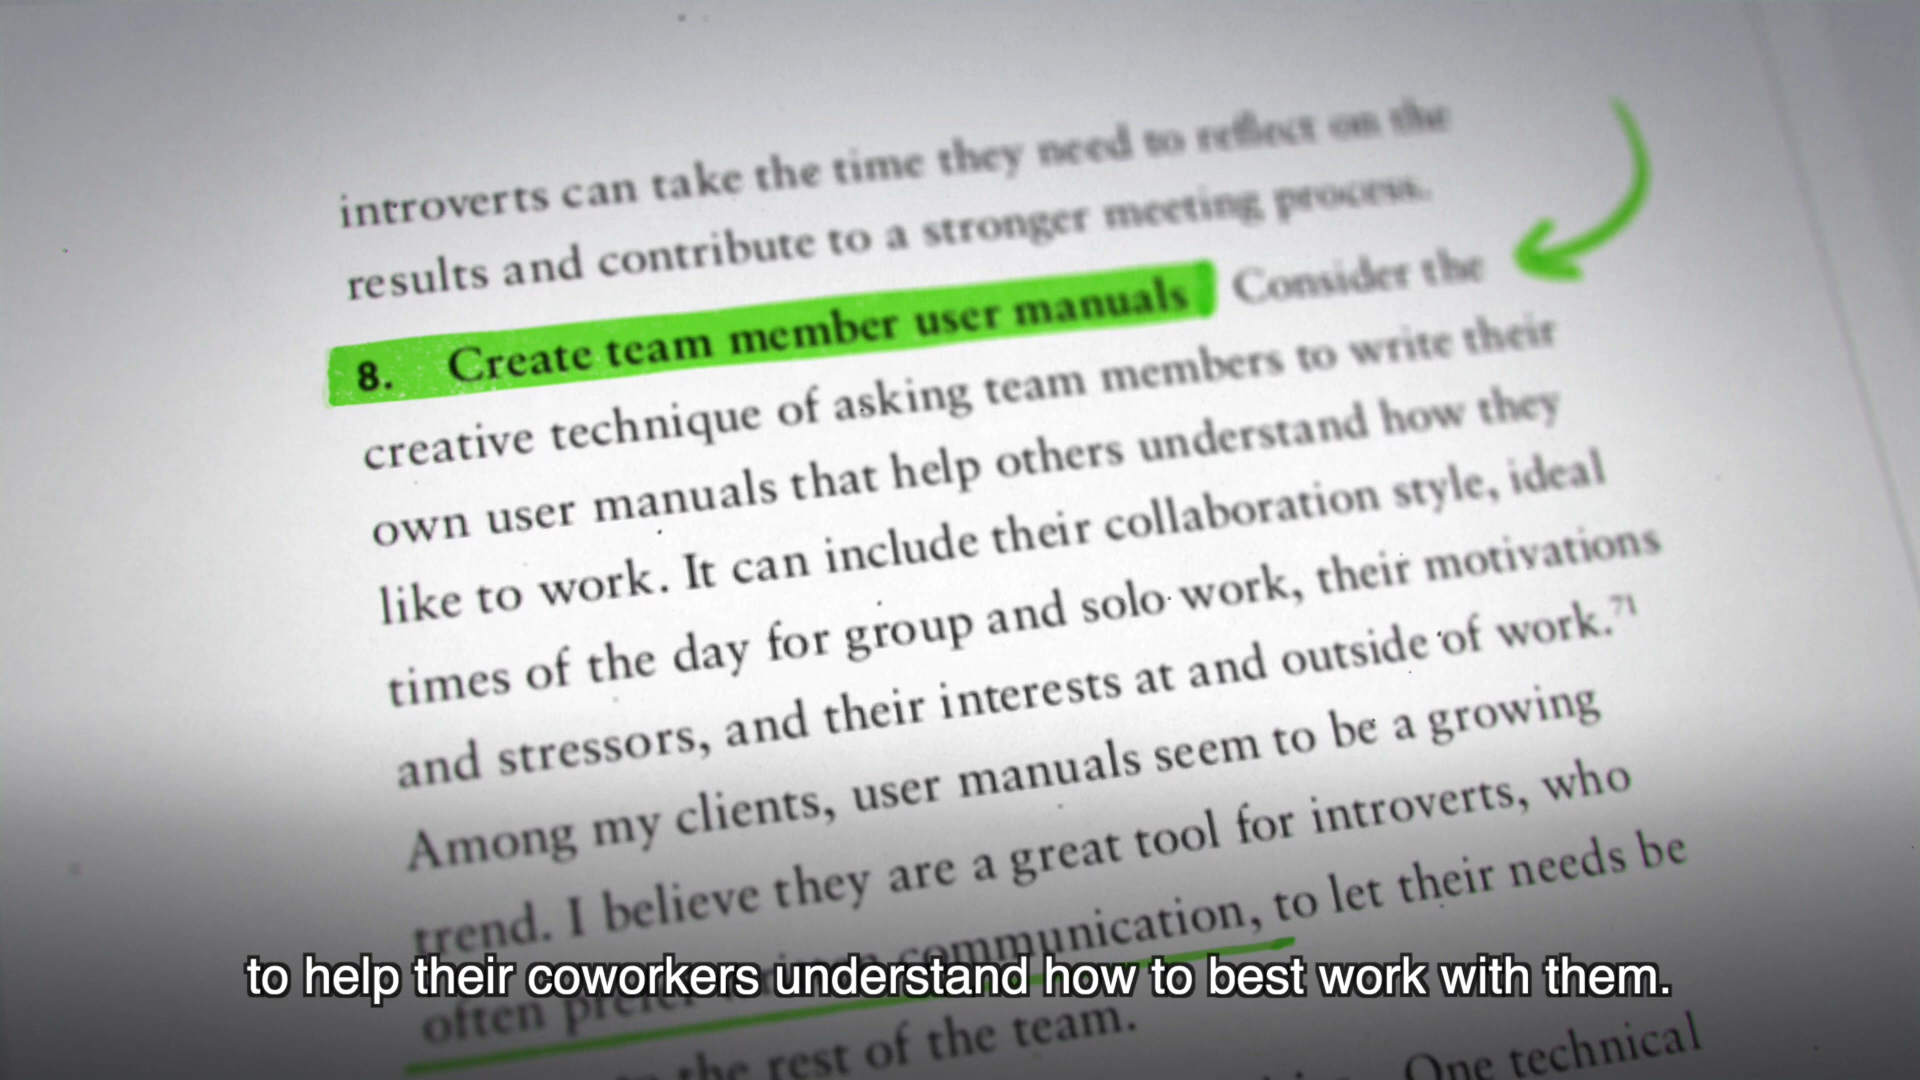 introverts can take the time they need to reflect on the
results and contribute to a stronger meeting process.
8. Create team member user manuals Consider the
creative technique of asking team members to write their
own user manuals that help others understand how they
like to work. It can include their collaboration style, ideal
times of the day for group and solo work, their motivations
and stressors, and their interests at and outside of work.71
Among my clients, user manuals seem to be a growing
trend. I believe they are a great tool for introverts, who
often prefer communication, to let their needs be
to help their coworkers understand how to best work with them.
the rest of the team.
One technical